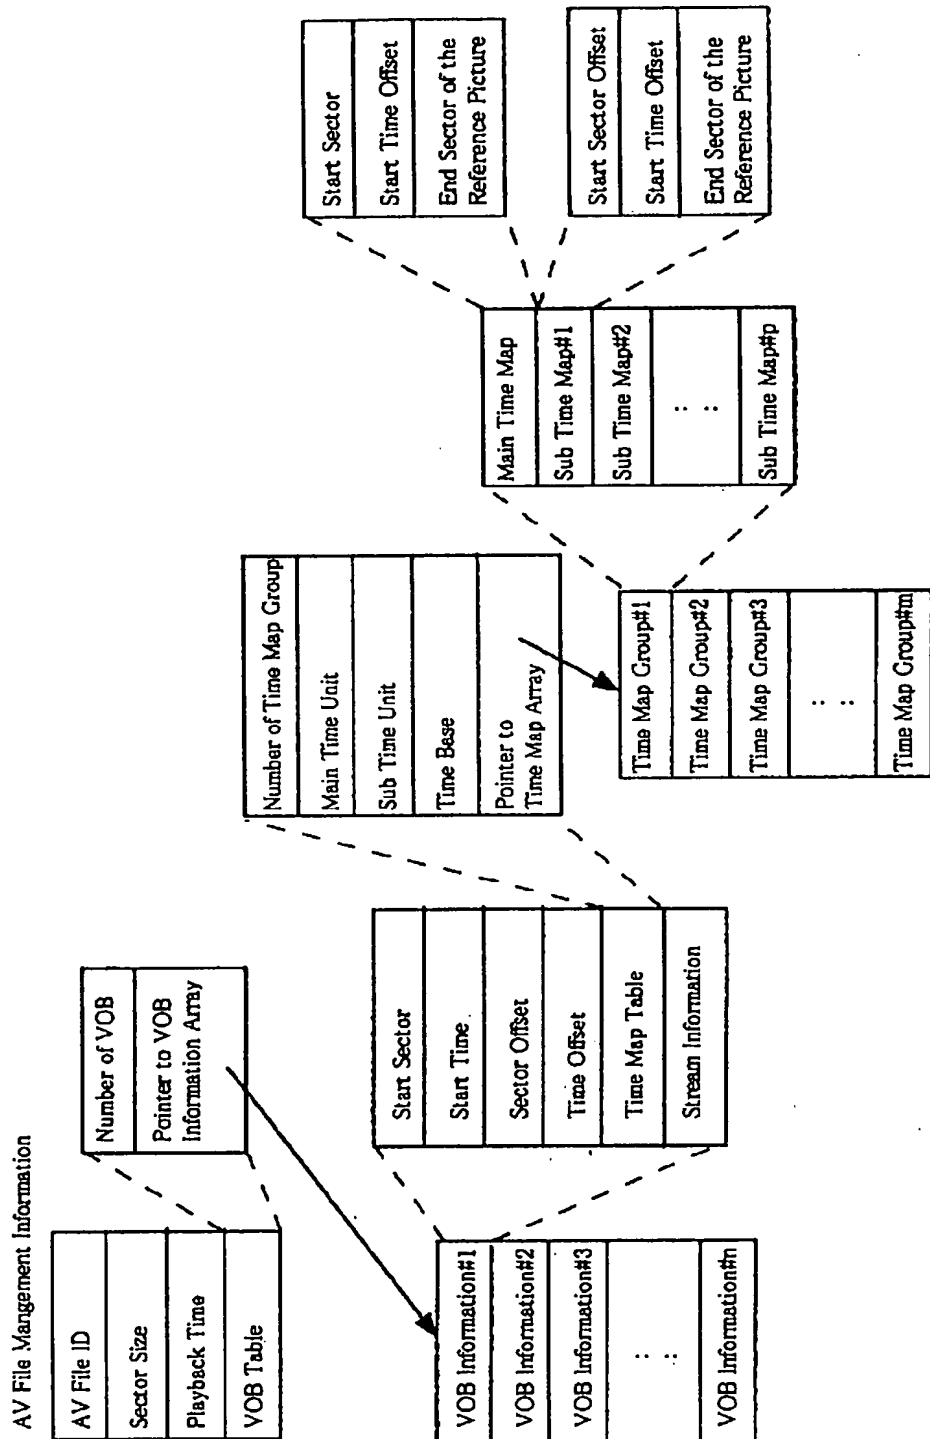 AV File Mangement Information
AV File ID
Sector Size
Playback Time
VOB Table
Number of VOB
Pointer to VOB
Information Array
VOB Information#1
VOB Information#2
VOB Information#3
: :
VOB Information#n
Start Sector
Start Time
Sector Offset
Time Offset
Time Map Table
Stream Information
Number of Time Map Group
Main Time Unit
Sub Time Unit
Time Base
Pointer to
Time Map Array
Time Map Group#1
Time Map Group#2
Time Map Group#3
: :
Time Map Group#m
Main Time Map
Sub Time Map#1
Sub Time Map#2
: :
Sub Time Map#p
Start Sector
Start Time Offset
End Sector of the
Reference Picture
Start Sector Offset
Start Time Offset
End Sector of the
Reference Picture